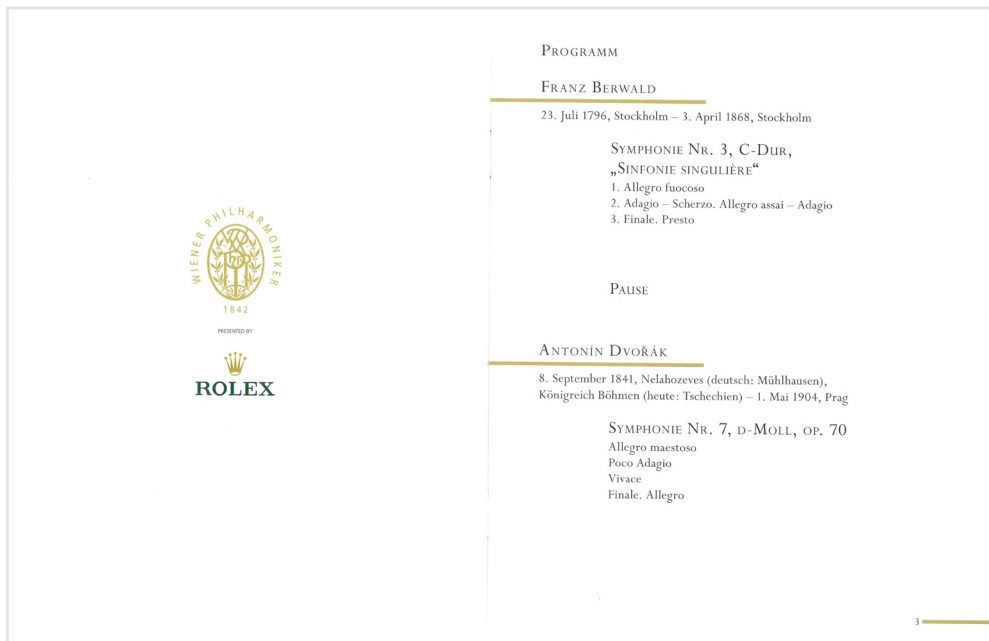 WIENER PHILHARMONIKER
1842
PRESENTED BY
ROLEX
PROGRAMM
FRANZ BERWALD
23. Juli 1796, Stockholm – 3. April 1868, Stockholm
SYMPHONIE NR. 3, C-DUR,
„SINFONIE SINGULIÈRE“
1. Allegro fuocoso
2. Adagio – Scherzo. Allegro assai – Adagio
3. Finale. Presto
PAUSE
ANTONÍN DVOŘÁK
8. September 1841, Nelahozeves (deutsch: Mühlhausen),
Königreich Böhmen (heute: Tschechien) – 1. Mai 1904, Prag
SYMPHONIE NR. 7, D-MOLL, OP. 70
Allegro maestoso
Poco Adagio
Vivace
Finale. Allegro
3